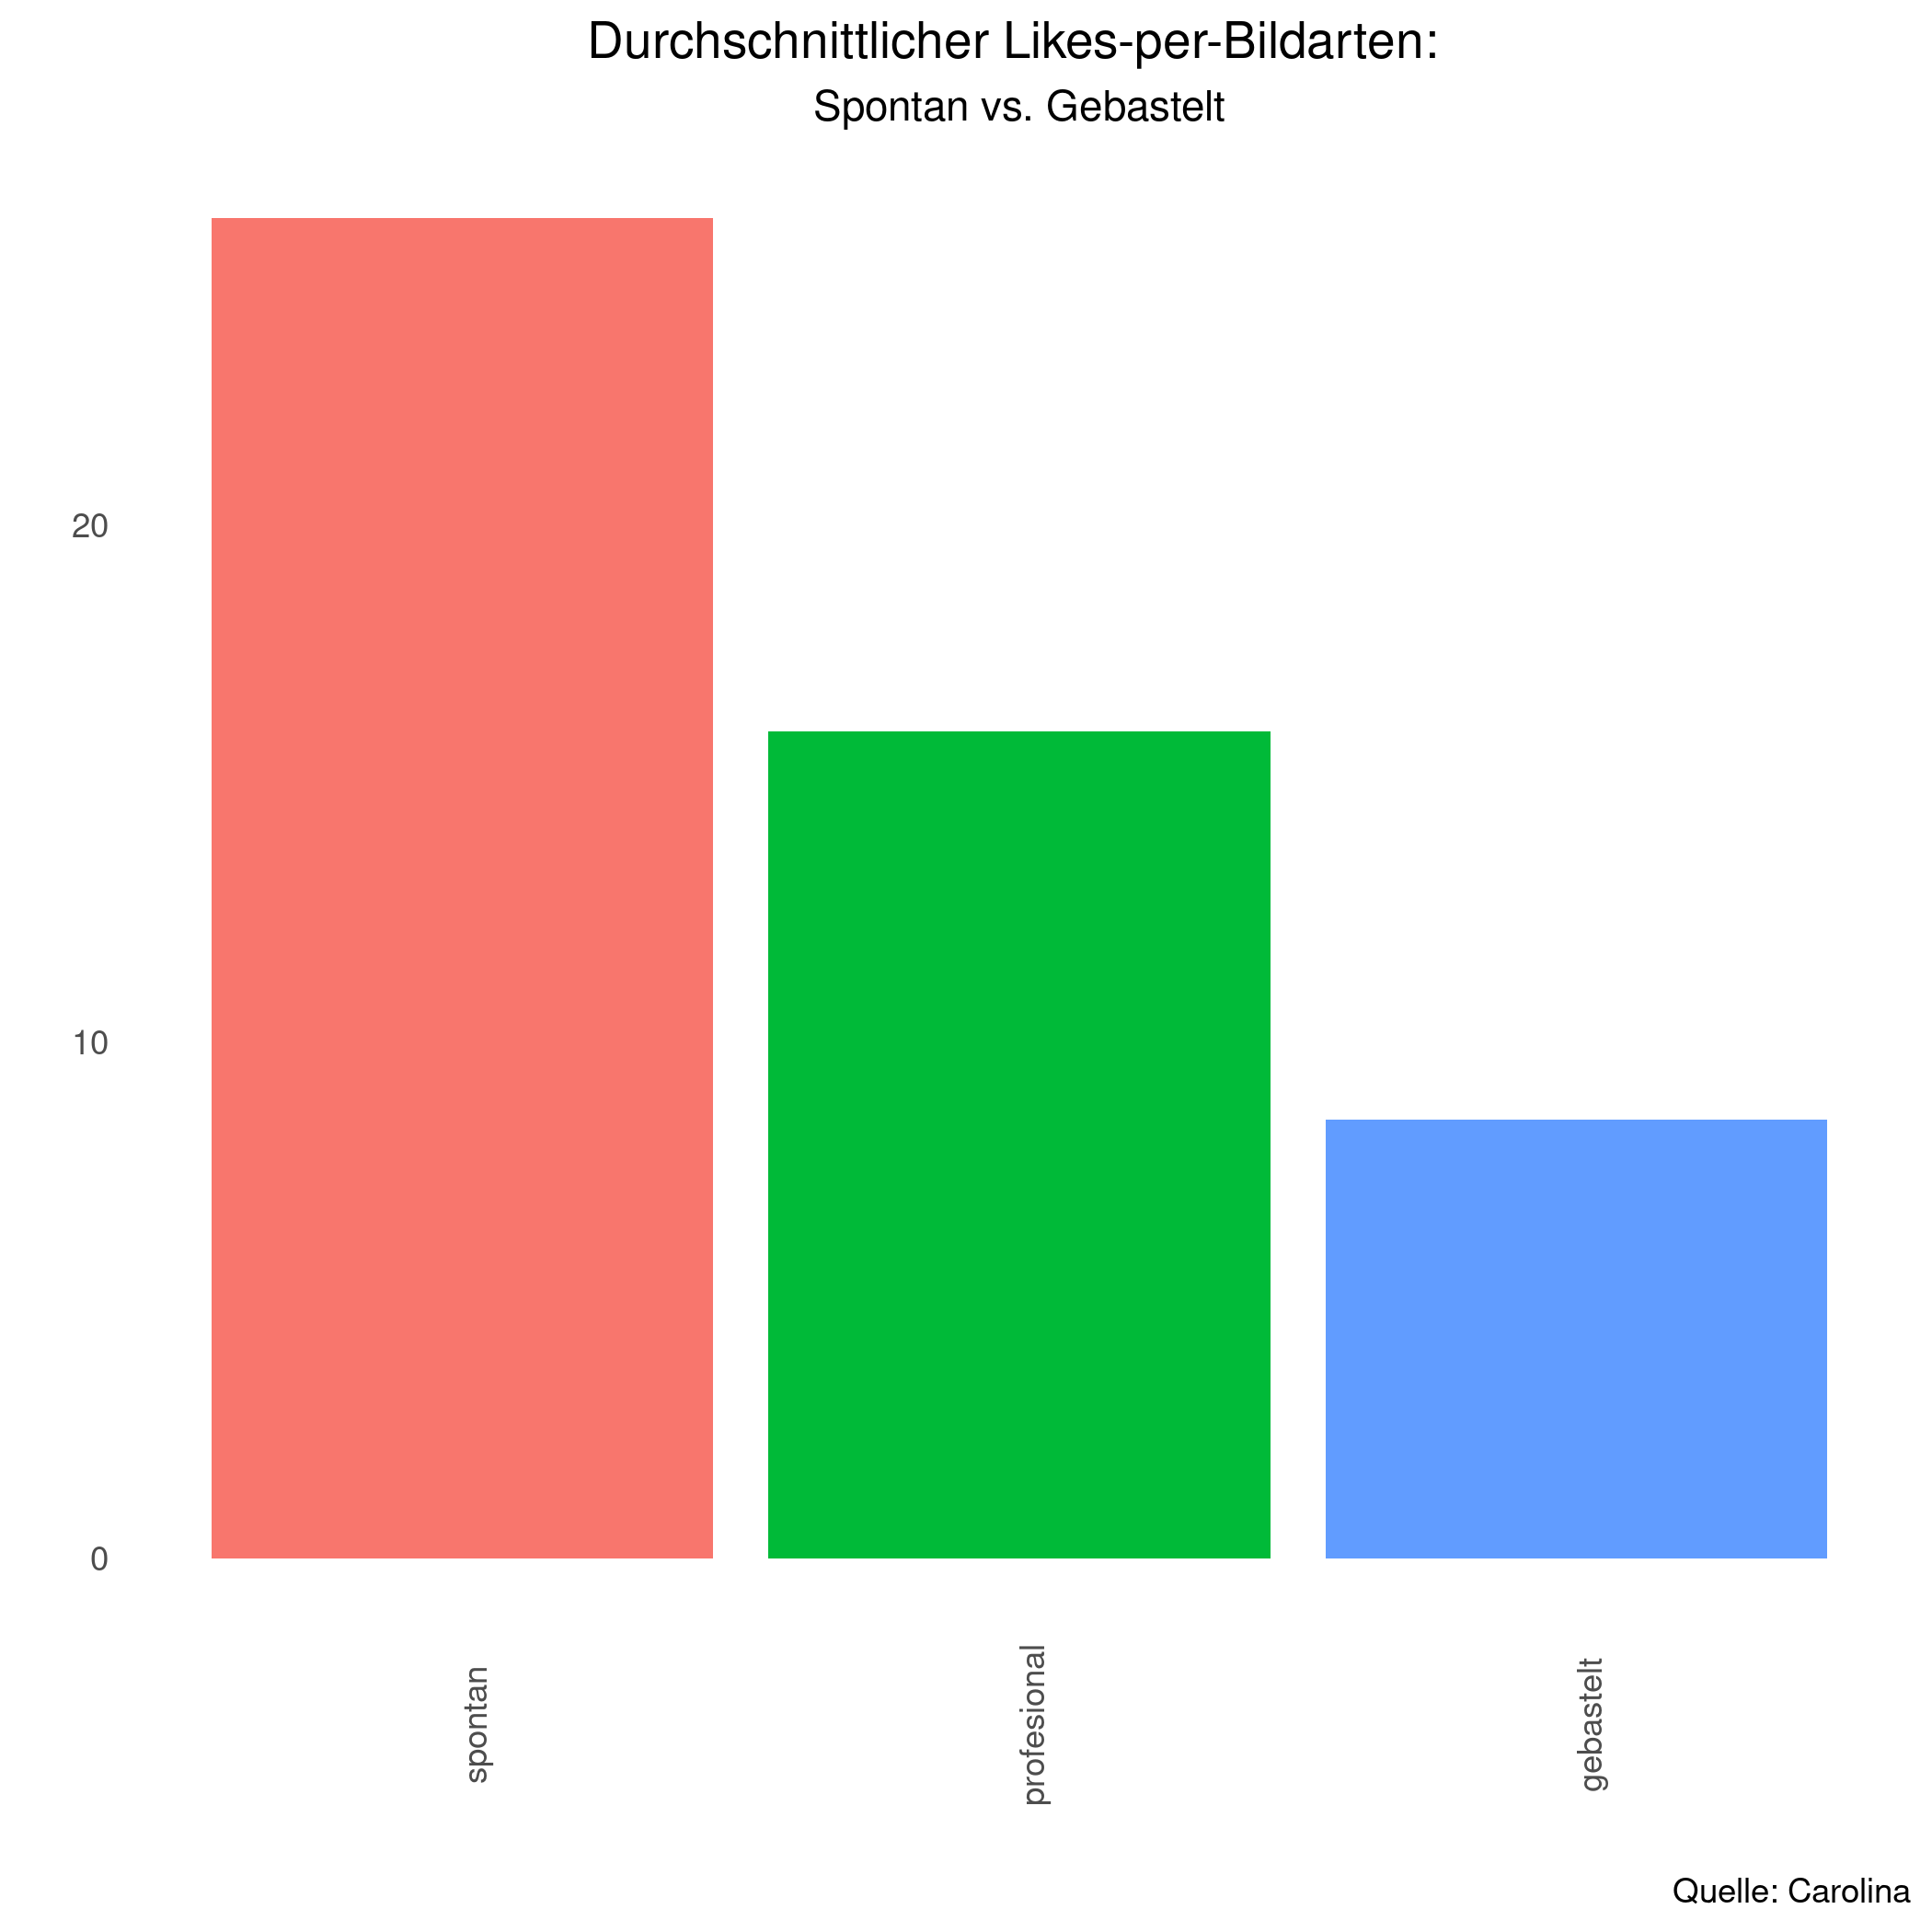 Durchschnittlicher Likes-per-Bildarten:
Spontan vs. Gebastelt
20
10
0
spontan
profesional
gebastelt
Quelle: Carolina